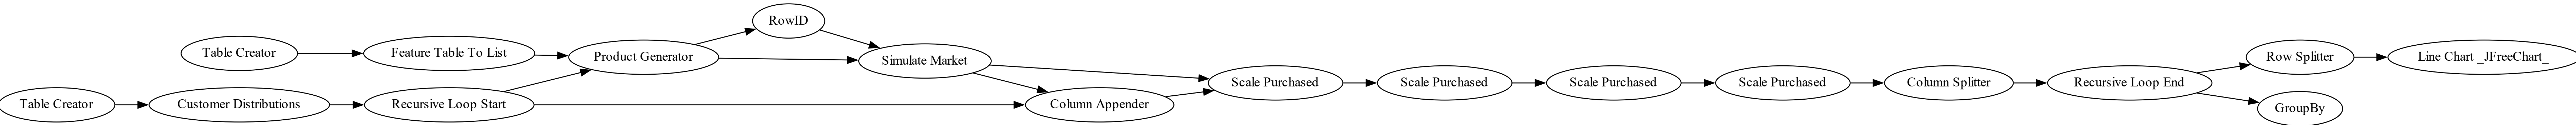 RowID
Table Creator
Feature Table To List
Product Generator
Simulate Market
Row Splitter
Line Chart _JFreeChart_
Scale Purchased
Scale Purchased
Scale Purchased
Scale Purchased
Column Splitter
Recursive Loop End
Table Creator
Customer Distributions
Recursive Loop Start
Column Appender
GroupBy